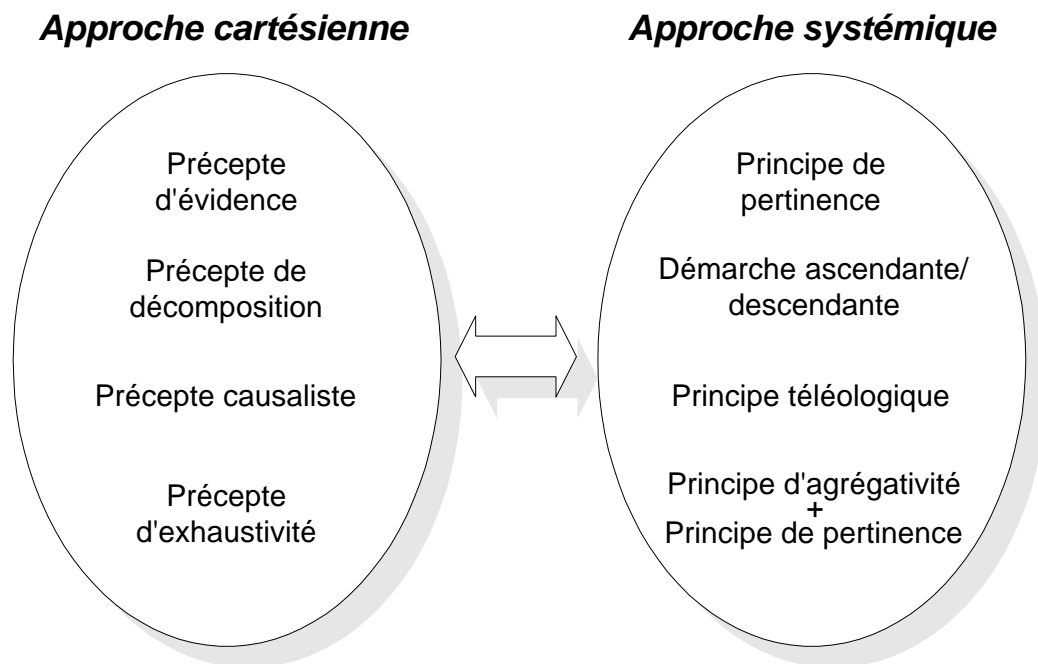 Approche cartésienne
Précepte
d'évidence
Précepte de
décomposition
Précepte causaliste
Précepte
d'exhaustivité
Approche systémique
Principe de
pertinence
Démarche ascendante/
descendante
Principe téléologique
Principe d'agrégativité
+
Principe de pertinence